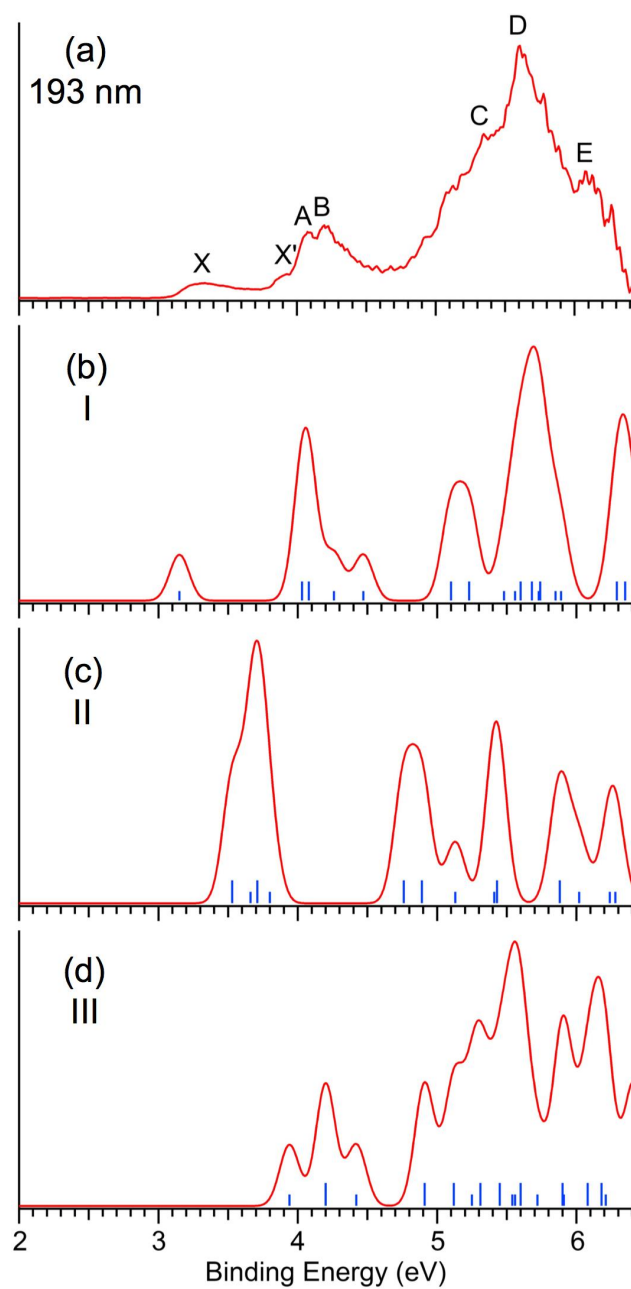 (a)
193 nm
X
X'
A
B
C
D
E
(b)
I
(c)
II
(d)
III
2 3 4 5 6
Binding Energy (eV)